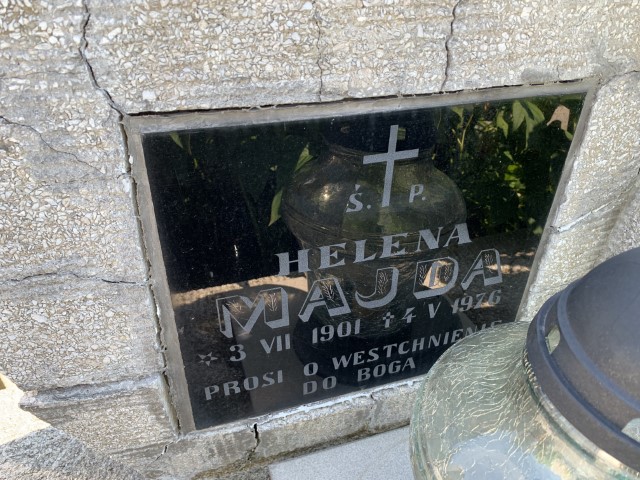 Ś. P.
HELENA
MAJDA
* 3 VII 1901 + 4 V 1976
PROSI O WESTCHNIENIE
DO BOGA